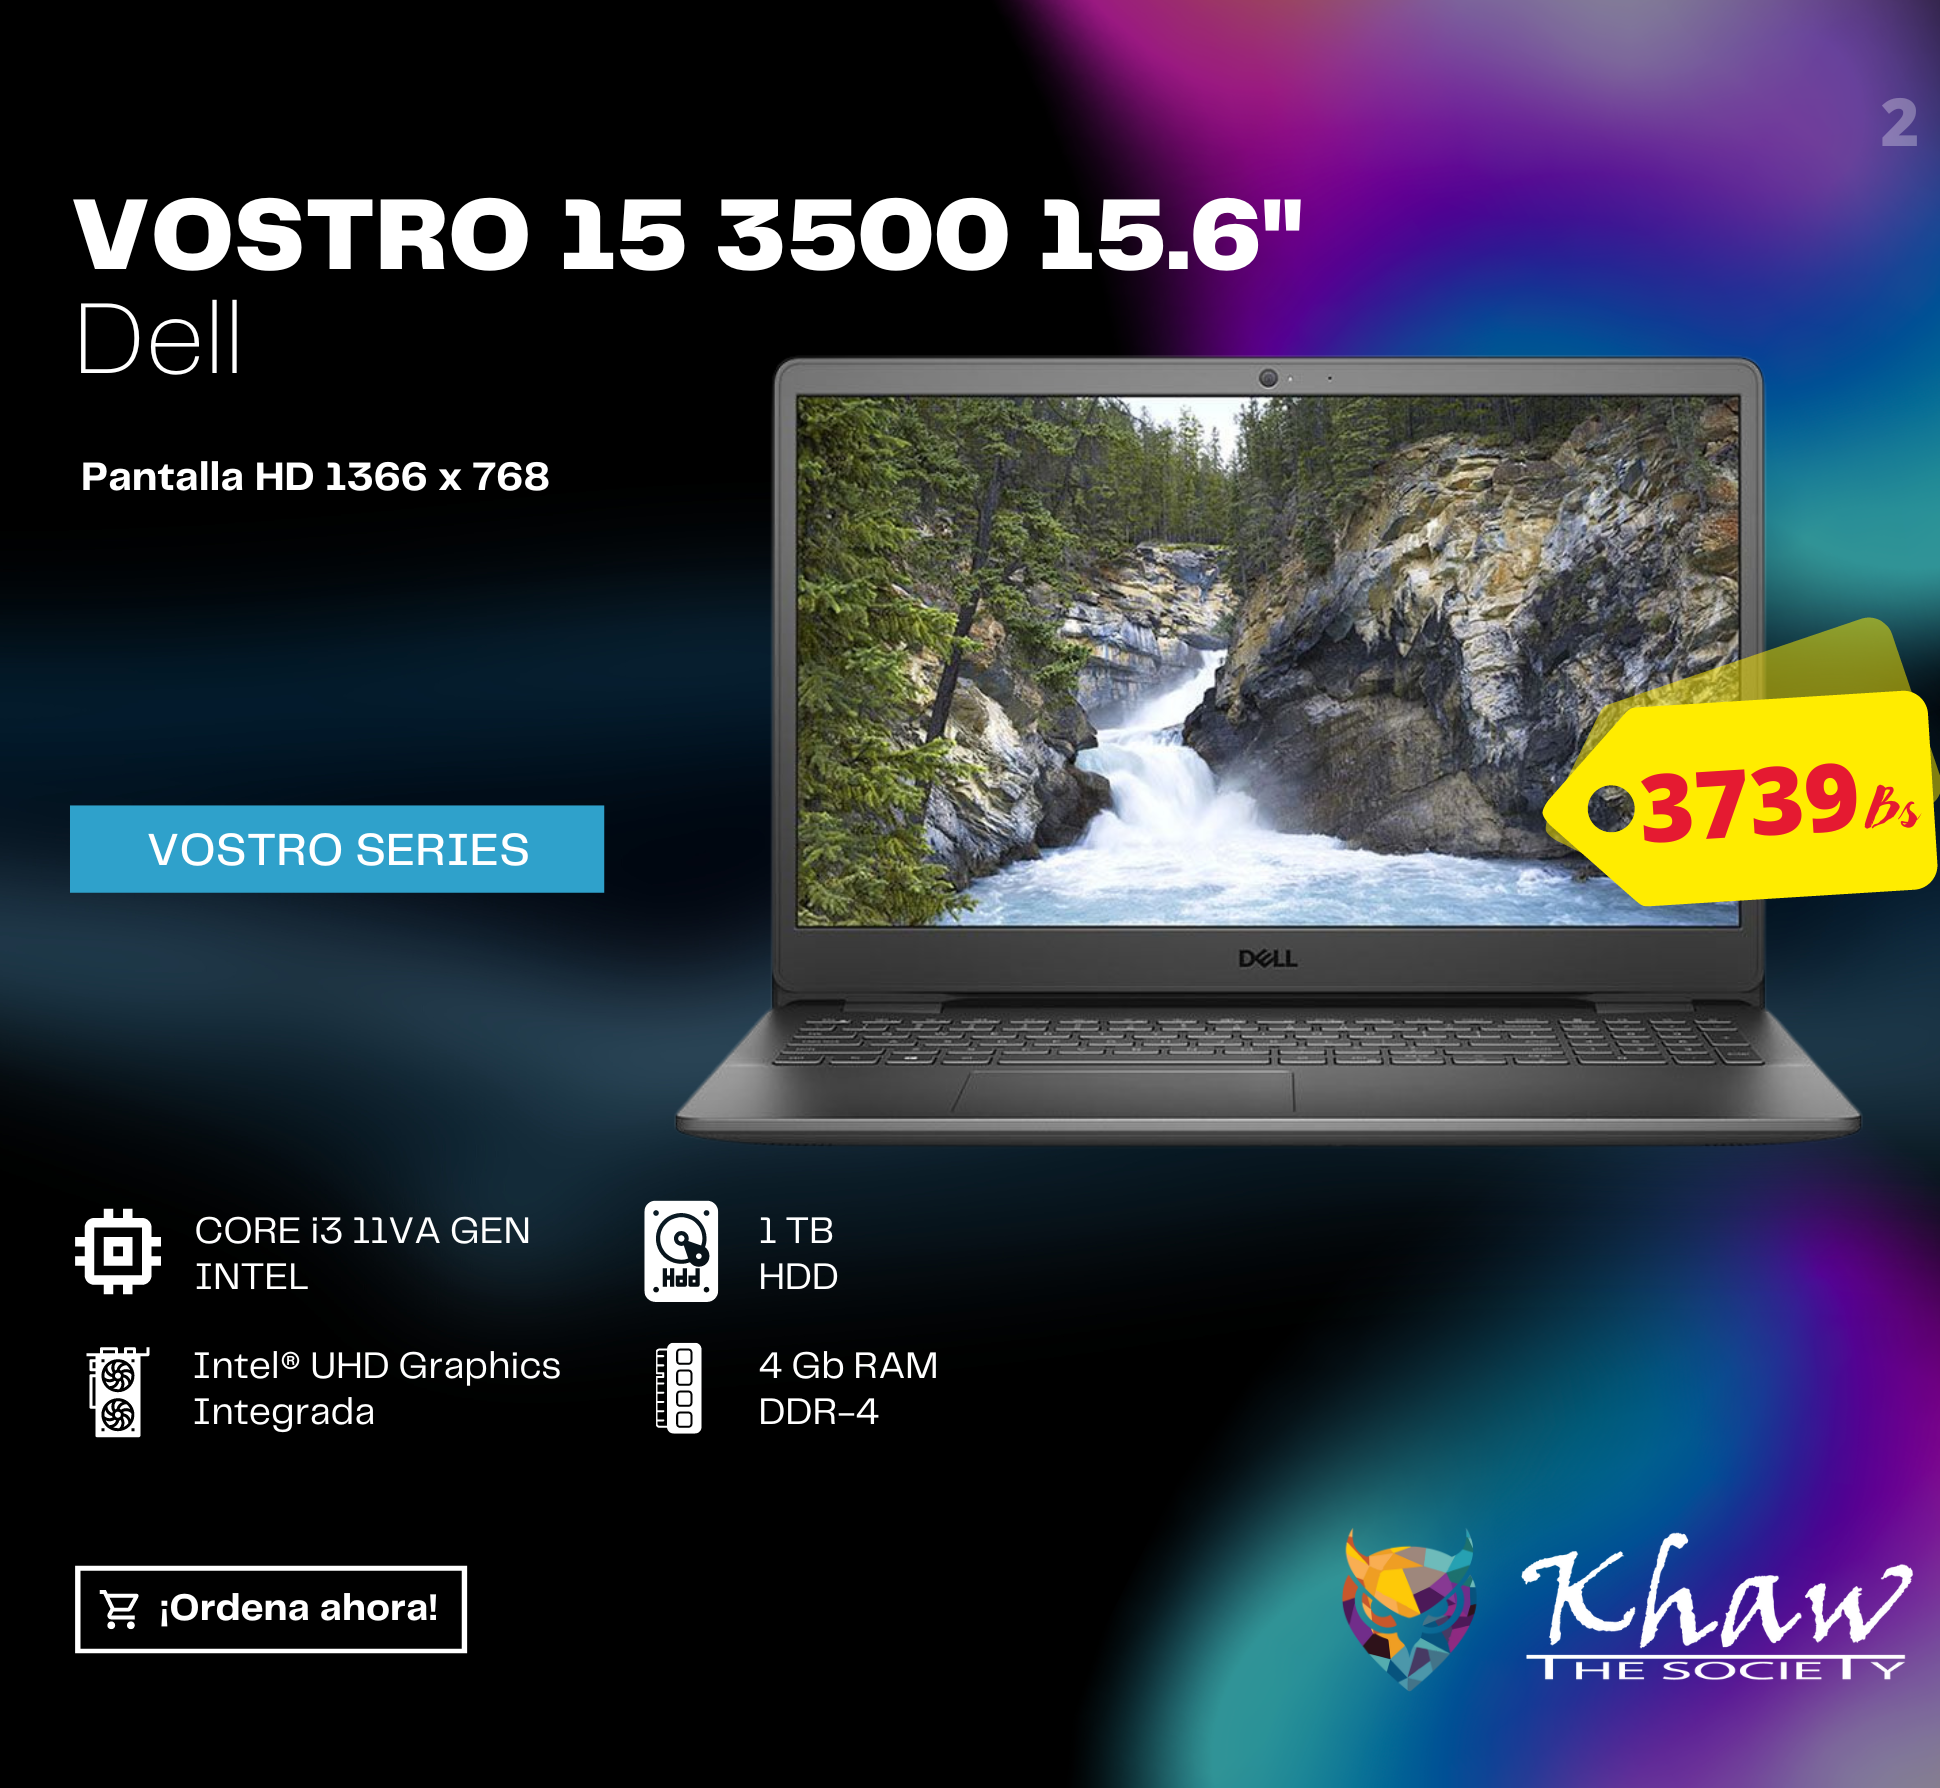 2
VOSTRO 15 3500 15.6"
Dell
Pantalla HD 1366 x 768
3739 Bs
VOSTRO SERIES
DELL
CORE i3 11VA GEN
INTEL
1 TB
HDD
Hdd
Intel® UHD Graphics
Integrada
4 Gb RAM
DDR-4
¡Ordena ahora!
Khaw
THE SOCIETY